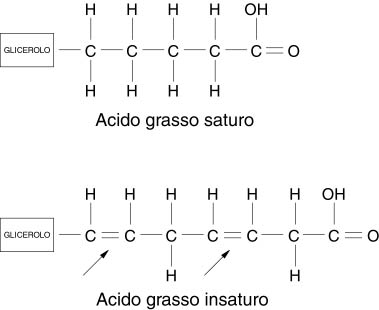 H H H H OH
GLICEROLO C C C C C O
H H H H
Acido grasso saturo
H H H H H H OH
GLICEROLO C C C C C C C O
H H
Acido grasso insaturo